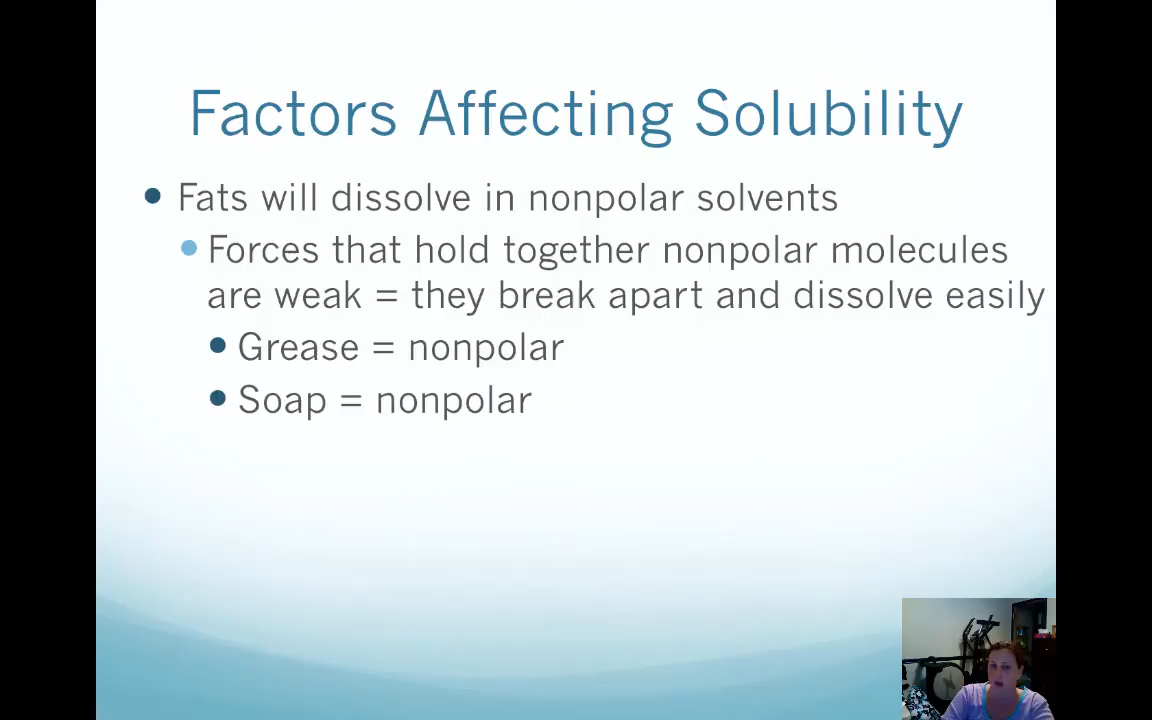 Factors Affecting Solubility
Fats will dissolve in nonpolar solvents
Forces that hold together nonpolar molecules
are weak = they break apart and dissolve easily
Grease = nonpolar
Soap = nonpolar